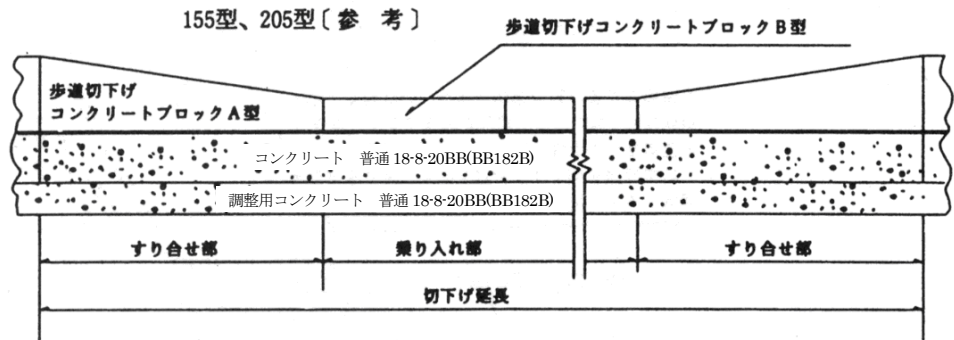 155型、205型〔参 考〕
歩道切下げコンクリートブロックB型
歩道切下げ
コンクリートブロックA型
コンクリート　普通 18-8-20BB(BB182B)
調整用コンクリート　普通 18-8-20BB(BB182B)
すり合せ部
乗り入れ部
すり合せ部
切下げ延長